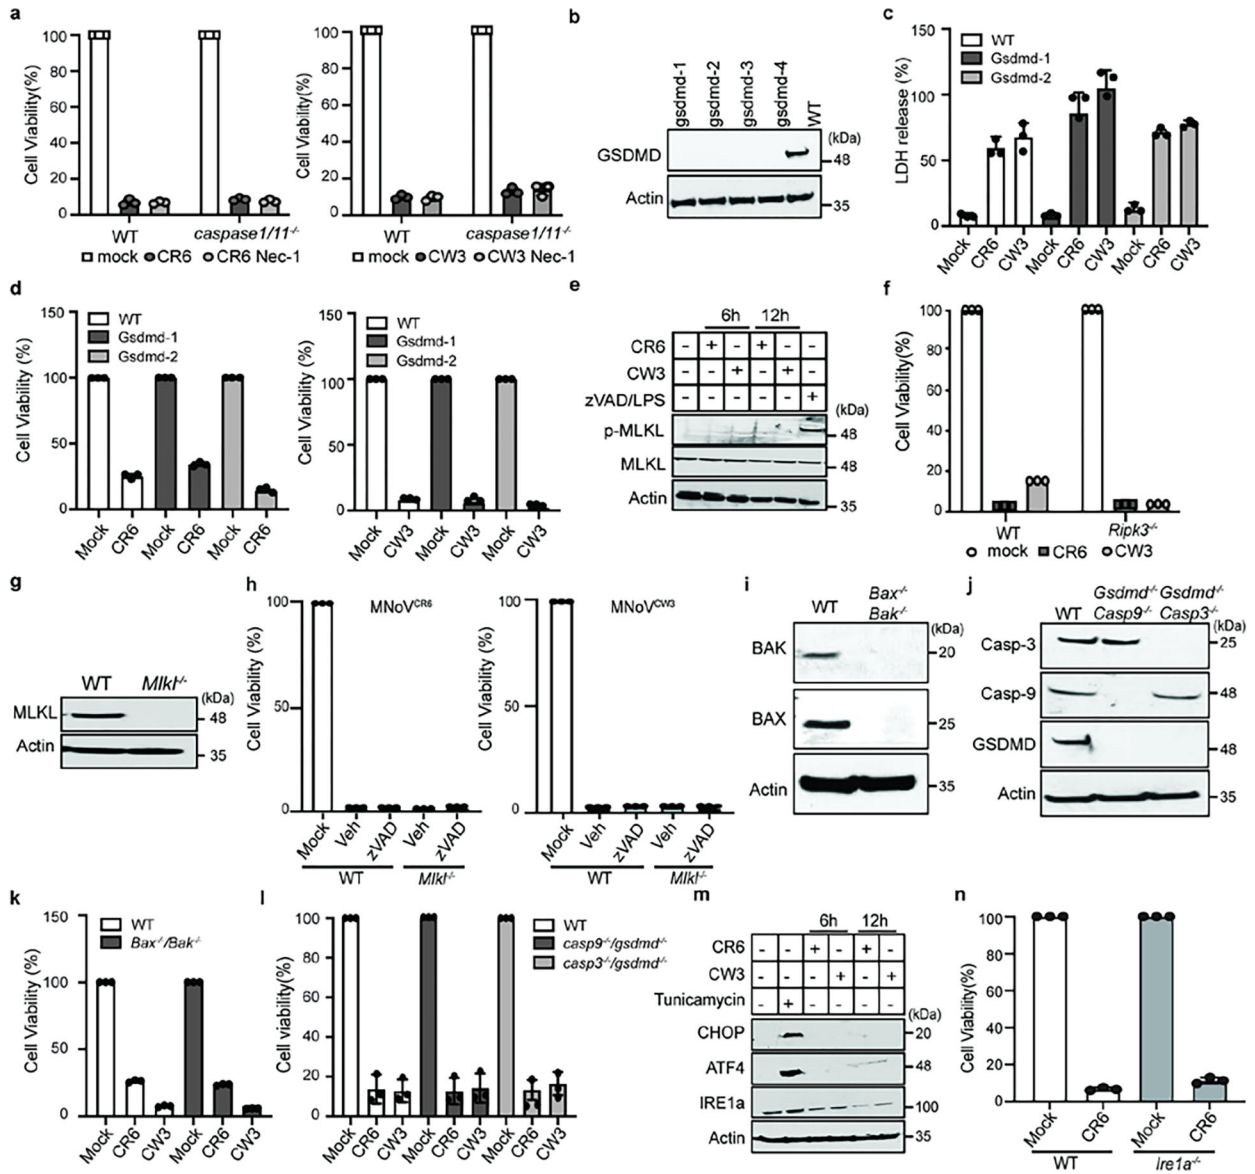 a
Cell Viability(%)
100
80
60
40
20
0
WT
caspase1/11-/-
mock CR6 CR6 Nec-1
Cell Viability(%)
100
80
60
40
20
0
WT
caspase1/11-/-
mock CW3 CW3 Nec-1
b
gsdmd-1
gsdmd-2
gsdmd-3
gsdmd-4
WT
(kDa)
GSDMD
48
Actin
35
c
LDH release (%)
150
100
50
0
WT
Gsdmd-1
Gsdmd-2
Mock CR6 CW3 Mock CR6 CW3 Mock CR6 CW3
d
Cell Viability (%)
150
100
50
0
WT
Gsdmd-1
Gsdmd-2
Mock CR6 Mock CR6 Mock CR6
Cell Viability (%)
150
100
50
0
WT
Gsdmd-1
Gsdmd-2
Mock CW3 Mock CW3 Mock CW3
e
6h 12h
CR6 - + - + - -
CW3 - - + - + -
zVAD/LPS - - - - - +
(kDa)
p-MLKL
48
MLKL
48
Actin
35
f
Cell Viability(%)
100
80
60
40
20
0
WT
Ripk3-/-
mock CR6 CW3
g
WT Mlkl-/-
(kDa)
MLKL
48
Actin
35
h
MNoVCR6
Cell Viability (%)
100
50
0
Mock Veh zVAD Veh zVAD
WT Mlkl-/-
MNoVCW3
Cell Viability (%)
100
50
0
Mock Veh zVAD Veh zVAD
WT Mlkl-/-
i
WT
Bax-/-
Bak-/-
(kDa)
BAK
20
BAX
25
Actin
35
j
Gsdmd-/- Gsdmd-/-
WT Casp9-/- Casp3-/-
(kDa)
Casp-3
25
Casp-9
48
GSDMD
48
Actin
35
k
Cell Viability (%)
150
100
50
0
WT
Bax-/-/Bak-/-
Mock CR6 CW3 Mock CR6 CW3
l
Cell viability(%)
100
80
60
40
20
0
WT
casp9-/-/gsdmd-/-
casp3-/-/gsdmd-/-
Mock CR6 CW3 Mock CR6 CW3 Mock CR6 CW3
m
6h 12h
CR6 - - + - + -
CW3 - - - + - +
Tunicamycin - + - - - -
(kDa)
CHOP
20
ATF4
48
IRE1a
100
Actin
35
n
Cell Viability(%)
100
80
60
40
20
0
Mock CR6 Mock CR6
WT ire1a-/-